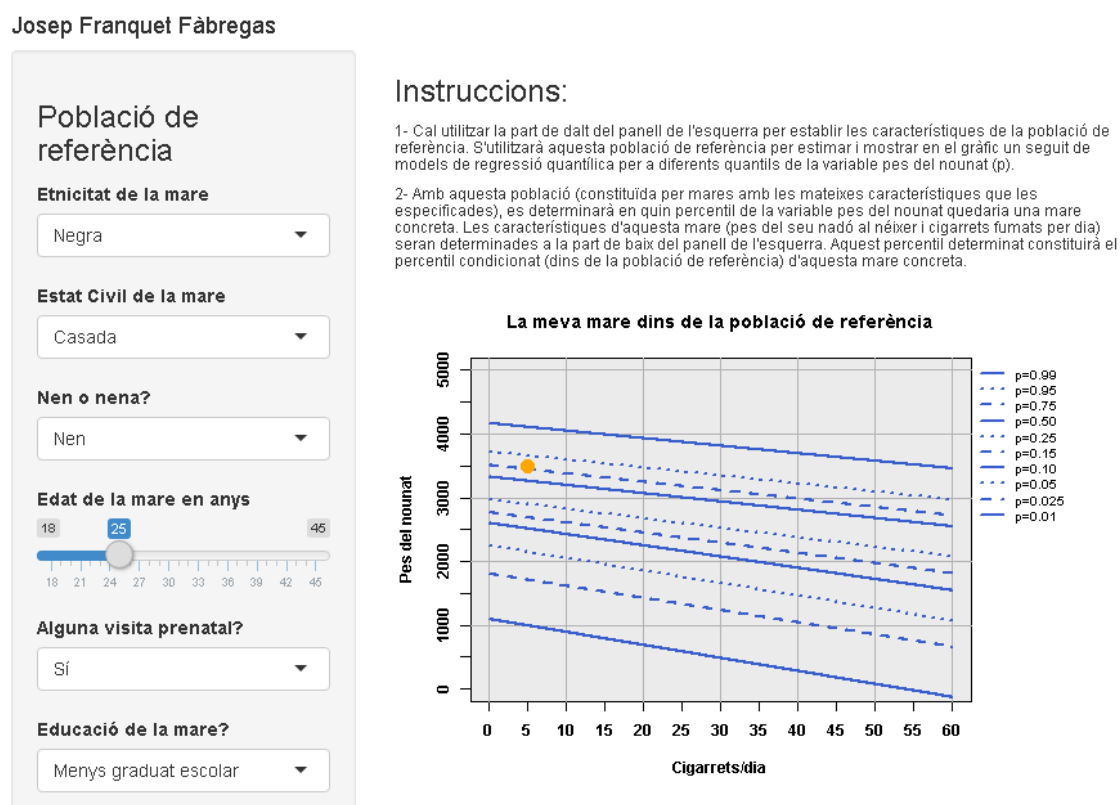 Josep Franquet Fàbregas
Població de
referència
Etnicitat de la mare
Negra
Estat Civil de la mare
Casada
Nen o nena?
Nen
Edat de la mare en anys
18 25 45
18 21 24 27 30 33 36 39 42 45
Alguna visita prenatal?
Sí
Educació de la mare?
Menys graduat escolar
Instruccions:
1- Cal utilitzar la part de dalt del panell de l'esquerra per establir les característiques de la població de
referència. S'utilitzarà aquesta població de referència per estimar i mostrar en el gràfic un seguit de
models de regressió quantílica per a diferents quantils de la variable pes del nounat (p).
2- Amb aquesta població (constituïda per mares amb les mateixes característiques que les
especificades), es determinarà en quin percentil de la variable pes del nounat quedaria una mare
concreta. Les característiques d'aquesta mare (pes del seu nadó al néixer i cigarrets fumats per dia)
seran determinades a la part de baix del panell de l'esquerra. Aquest percentil determinat constituirà el
percentil condicionat (dins de la població de referència) d'aquesta mare concreta.
La meva mare dins de la població de referència
Pes del nounat
5000
4000
3000
2000
1000
0
0 5 10 15 20 25 30 35 40 45 50 55 60
Cigarrets/dia
p=0.99
p=0.95
p=0.75
p=0.50
p=0.25
p=0.15
p=0.10
p=0.05
p=0.025
p=0.01